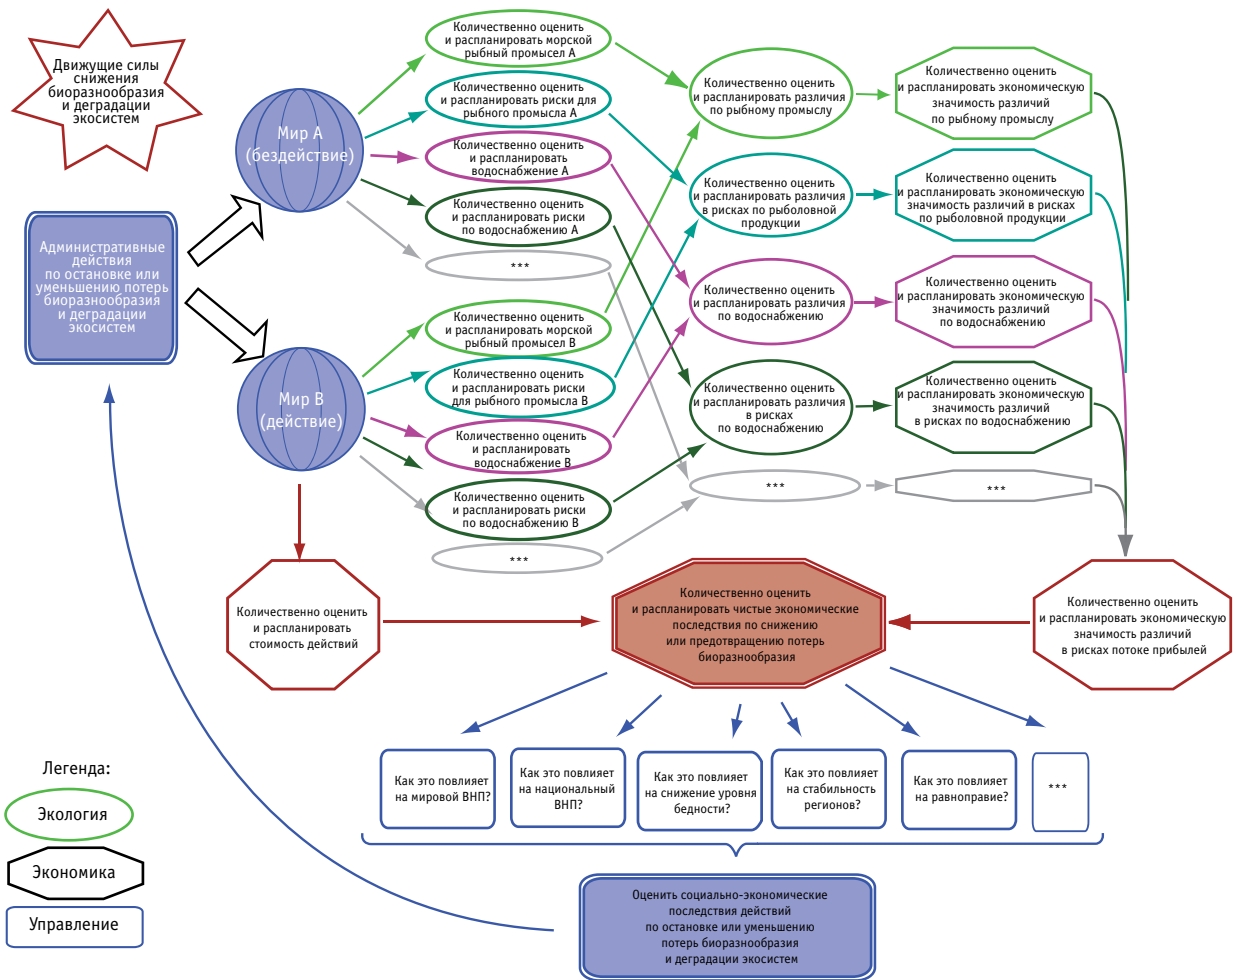 Движущие силы
снижения
биоразнообразия
и деградации
экосистем
Административные
действия
по остановке или
уменьшению потерь
биоразнообразия
и деградации
экосистем
Мир A
(бездействие)
Мир B
(действие)
Количественно оценить
и распланировать морской
рыбный промысел A
Количественно оценить
и распланировать риски для
рыбного промысла A
Количественно оценить
и распланировать
водоснабжение A
Количественно оценить
и распланировать риски
по водоснабжению A
***
Количественно оценить
и распланировать морской
рыбный промысел B
Количественно оценить
и распланировать риски
для рыбного промысла B
Количественно оценить
и распланировать
водоснабжение B
Количественно оценить
и распланировать риски
по водоснабжению B
***
Количественно оценить
и распланировать различия
по рыбному промыслу
Количественно оценить
и распланировать различия
в рисках по рыболовной
продукции
Количественно оценить
и распланировать различия
по водоснабжению
Количественно оценить
и распланировать различия
в рисках
по водоснабжению
***
Количественно оценить
и распланировать экономическую
значимость различий
по рыбному промыслу
Количественно оценить
и распланировать экономическую
значимость различий в рисках
по рыболовной продукции
Количественно оценить
и распланировать экономическую
значимость различий
по водоснабжению
Количественно оценить
и распланировать экономическую
значимость различий
в рисках по водоснабжению
***
Количественно оценить
и распланировать
стоимость действий
Количественно оценить
и распланировать чистые экономические
последствия по снижению
или предотвращению потерь
биоразнообразия
Количественно оценить
и распланировать экономическую
значимость различий
в рисках потоке прибылей
Как это повлияет
на мировой ВНП?
Как это повлияет
на национальный
ВНП?
Как это повлияет
на снижение уровня
бедности?
Как это повлияет
на стабильность
регионов?
Как это повлияет
на равноправие?
***
Оценить социально-экономические
последствия действий
по остановке или уменьшению
потерь биоразнообразия
и деградации экосистем
Легенда:
Экология
Экономика
Управление